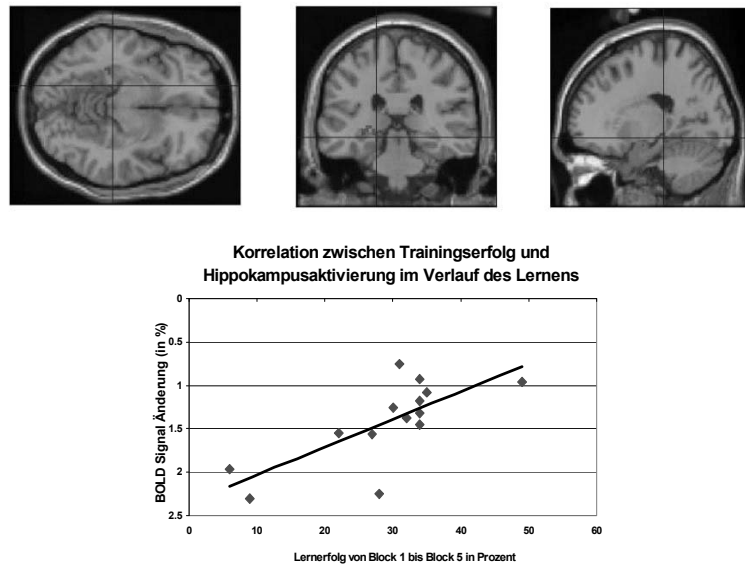 Korrelation zwischen Trainingserfolg und
Hippokampusaktivierung im Verlauf des Lernens
BOLD Signal Änderung (in %)
0
0.5
1
1.5
2
2.5
0 10 20 30 40 50 60
Lernerfolg von Block 1 bis Block 5 in Prozent